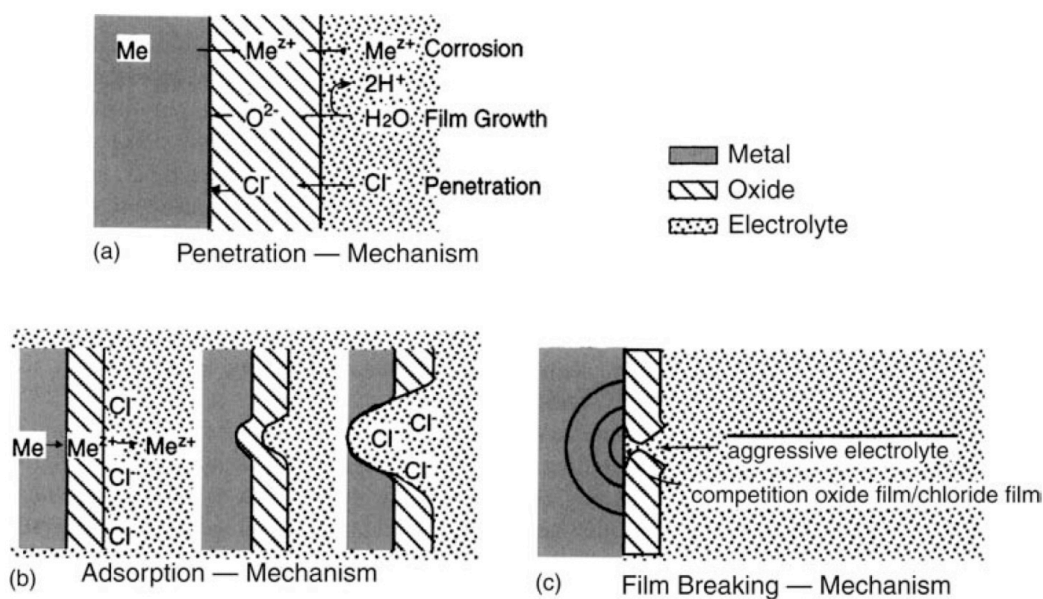 Me Me^z+ Me^z+ Corrosion
2H^+
O^2- H2O Film Growth
Cl^- Cl^- Penetration
(a) Penetration — Mechanism
Metal
Oxide
Electrolyte
Cl^-
Me Me^z+ Me^z+
Cl^-
Cl^-
Cl^-
Cl^-
Cl^-
(b) Adsorption — Mechanism
aggressive electrolyte
competition oxide film/chloride film
(c) Film Breaking — Mechanism